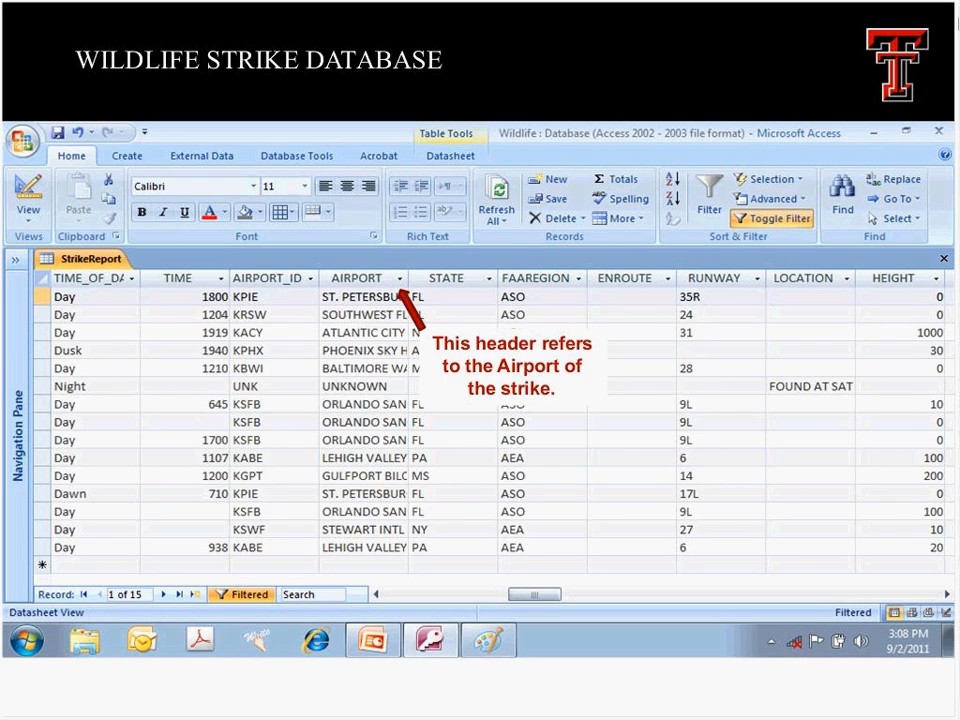 WILDLIFE STRIKE DATABASE
Table Tools Wildlife : Database (Access 2002 - 2003 file format) - Microsoft Access
Home Create External Data Database Tools Acrobat Datasheet
Calibri 11 New Totals Selection Replace
Save Spelling Advanced Go To
View Paste B I U A Refresh All Delete More Filter Toggle Filter Find Select
Views Clipboard Font Rich Text Records Sort & Filter Find
StrikeReport
TIME_OF_DA TIME AIRPORT_ID AIRPORT STATE FAAREGION ENROUTE RUNWAY LOCATION HEIGHT
Day 1800 KPIE ST. PETERSBU FL ASO 35R 0
Day 1204 KRSW SOUTHWEST FL ASO 24 0
Day 1919 KACY ATLANTIC CITY 31 1000
Dusk 1940 KPHX PHOENIX SKY H A 30
Day 1210 KBWI BALTIMORE WA M 28 0
Night UNK UNKNOWN FOUND AT SAT
Day 645 KSFB ORLANDO SAN FL ASO 9L 10
Day KSFB ORLANDO SAN FL ASO 9L 0
Day 1700 KSFB ORLANDO SAN FL ASO 9L 0
Day 1107 KABE LEHIGH VALLEY PA AEA 6 100
Day 1200 KGPT GULFPORT BILO MS ASO 14 200
Dawn 710 KPIE ST. PETERSBUR FL ASO 17L 0
Day KSFB ORLANDO SAN FL ASO 9L 100
Day KSWF STEWART INTL NY AEA 27 10
Day 938 KABE LEHIGH VALLEY PA AEA 6 20
This header refers
to the Airport of
the strike.
Navigation Pane
Record: 1 of 15 Filtered Search
Datasheet View Filtered
3:08 PM
9/2/2011